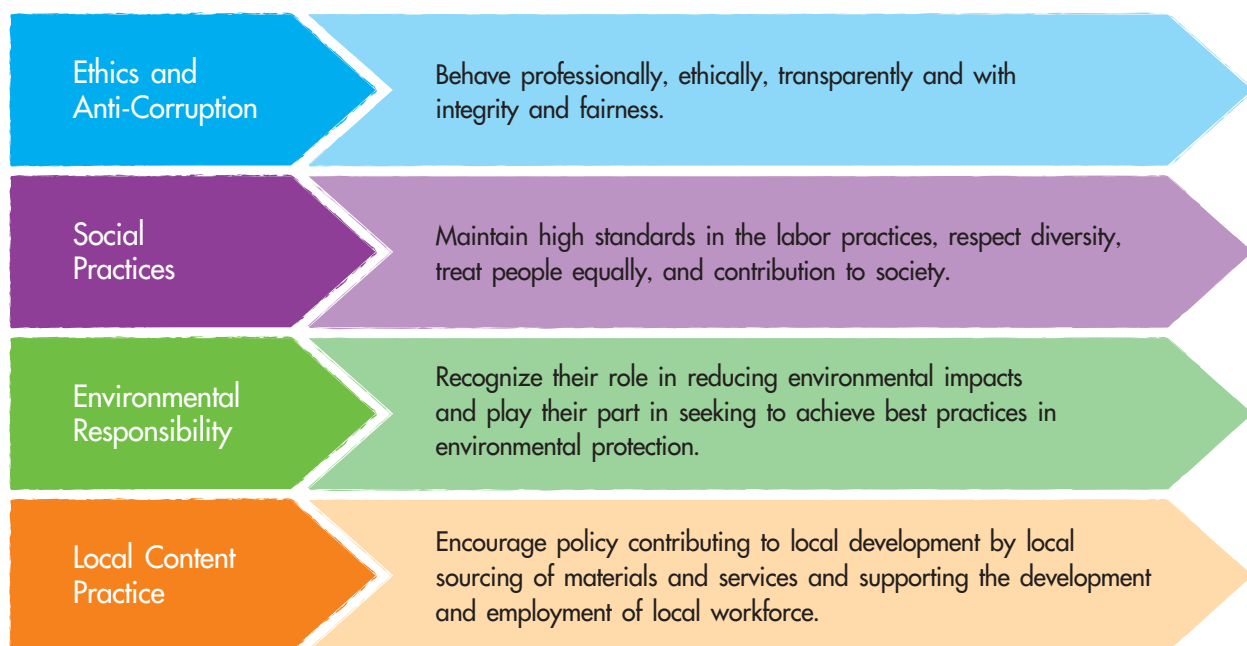 Ethics and
Anti-Corruption
Behave professionally, ethically, transparently and with
integrity and fairness.
Social
Practices
Maintain high standards in the labor practices, respect diversity,
treat people equally, and contribution to society.
Environmental
Responsibility
Recognize their role in reducing environmental impacts
and play their part in seeking to achieve best practices in
environmental protection.
Local Content
Practice
Encourage policy contributing to local development by local
sourcing of materials and services and supporting the development
and employment of local workforce.